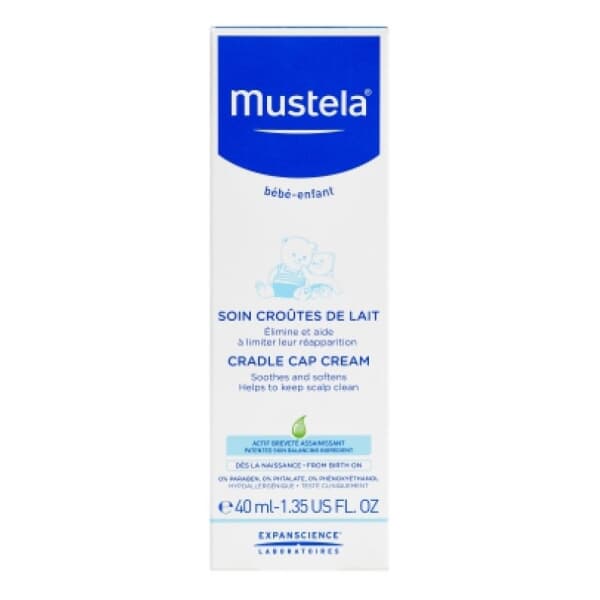 mustela®
bébé-enfant
SOIN CROÛTES DE LAIT
Élimine et aide
à limiter leur réapparition
CRADLE CAP CREAM
Soothes and softens
Helps to keep scalp clean
ACTIF BREVETÉ ASSAINISSANT
PATENTED SKIN BALANCING INGREDIENT
DÈS LA NAISSANCE - FROM BIRTH ON
0% PARABEN, 0% PHTALATE, 0% PHÉNOXYÉTHANOL
HYPOALLERGÉNIQUE • TESTÉ CLINIQUEMENT
℮ 40 ml - 1.35 US FL. OZ
EXPANSCIENCE®
LABORATOIRES